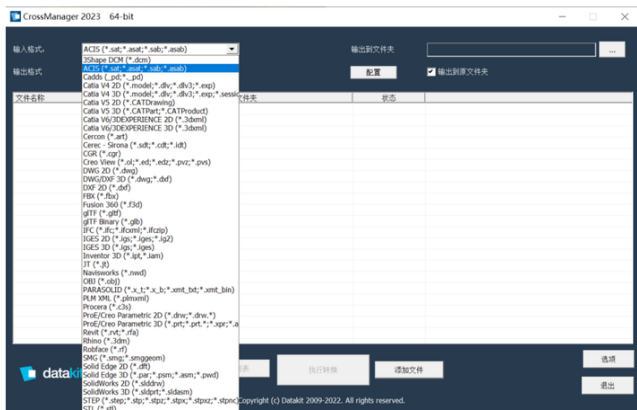 CrossManager 2023 64-bit
输入格式:
ACIS (*.sat;*.asat;*.sab;*.asab)
输出到文件夹
...
输出格式
配置
输出到原文件夹
文件名称
文件夹
状态
3Shape DCM (*.dcm)
ACIS (*.sat;*.asat;*.sab;*.asab)
Cadds (_pd;*._pd)
Catia V4 2D (*.model;*.dlv;*.dlv3;*.exp)
Catia V4 3D (*.model;*.dlv;*.dlv3;*.exp;*.sessio
Catia V5 2D (*.CATDrawing)
Catia V5 3D (*.CATPart;*.CATProduct)
Catia V6/3DEXPERIENCE 2D (*.3dxml)
Catia V6/3DEXPERIENCE 3D (*.3dxml)
Cercon (*.art)
Cerec - Sirona (*.sdt;*.cdt;*.idt)
CGR (*.cgr)
Creo View (*.ol;*.ed;*.edz;*.pvz;*.pvs)
DWG 2D (*.dwg)
DWG/DXF 3D (*.dwg;*.dxf)
DXF 2D (*.dxf)
FBX (*.fbx)
Fusion 360 (*.f3d)
glTF (*.gltf)
glTF Binary (*.glb)
IFC (*.ifc;*.ifcxml;*.ifczip)
IGES 2D (*.igs;*.iges;*.ig2)
IGES 3D (*.igs;*.iges)
Inventor 3D (*.ipt,*.iam)
JT (*.jt)
Navisworks (*.nwd)
OBJ (*.obj)
PARASOLID (*.x_t;*.x_b;*.xmt_txt;*.xmt_bin)
PLM XML (*.plmxml)
Procera (*.c3s)
ProE/Creo Parametric 2D (*.drw;*.drw.*)
ProE/Creo Parametric 3D (*.prt;*.prt.*;*.xpr;*.a
Revit (*.rvt;*.rfa)
Rhino (*.3dm)
Robface (*.rf)
SMG (*.smg;*.smggeom)
Solid Edge 2D (*.dft)
Solid Edge 3D (*.par;*.psm;*.asm;*.pwd)
SolidWorks 2D (*.slddrw)
SolidWorks 3D (*.sldprt;*.sldasm)
STEP (*.step;*.stp;*.stpz;*.stpx;*.stpxz;*.stpnc)
STL (*.stl)
datakit
执行转换
添加文件
选项
退出
Copyright (c) Datakit 2009-2022. All rights reserved.